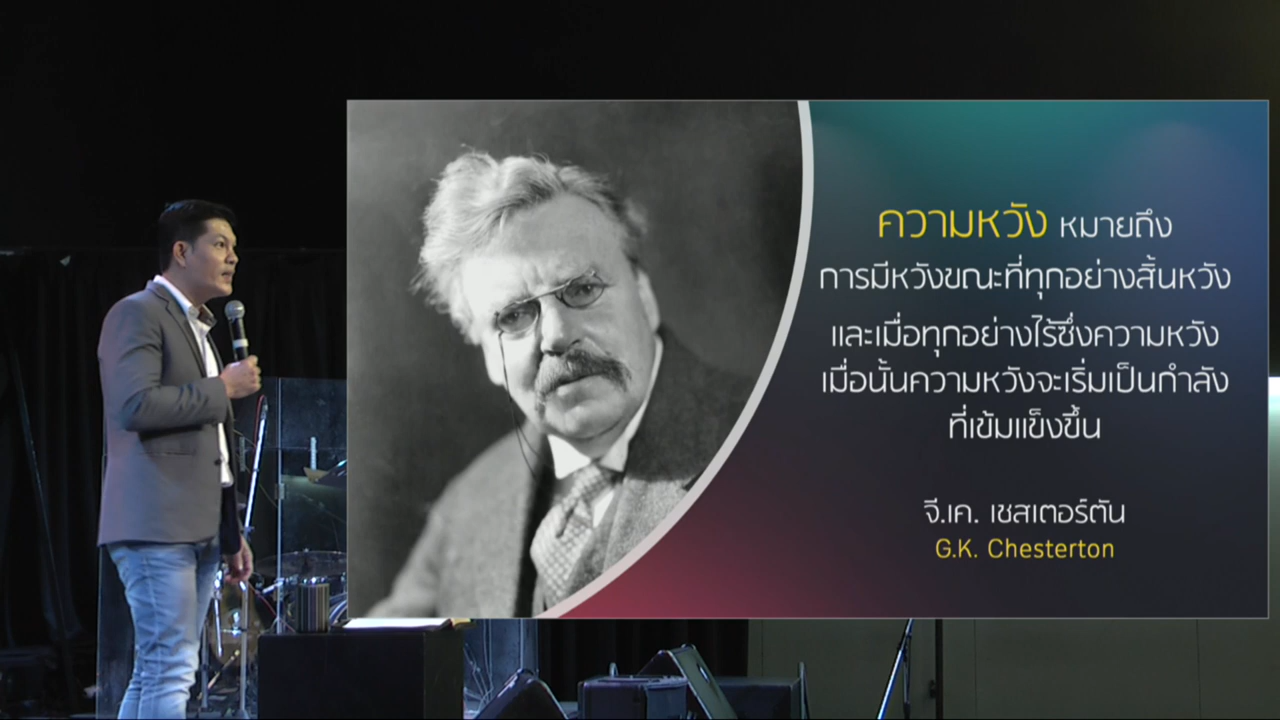 ความหวัง หมายถึง
การมีหวังขณะที่ทุกอย่างสิ้นหวัง
และเมื่อทุกอย่างไร้ซึ่งความหวัง
เมื่อนั้นความหวังจะเริ่มเป็นกำลัง
ที่เข้มแข็งขึ้น
จี.เค. เชสเตอร์ตัน
G.K. Chesterton